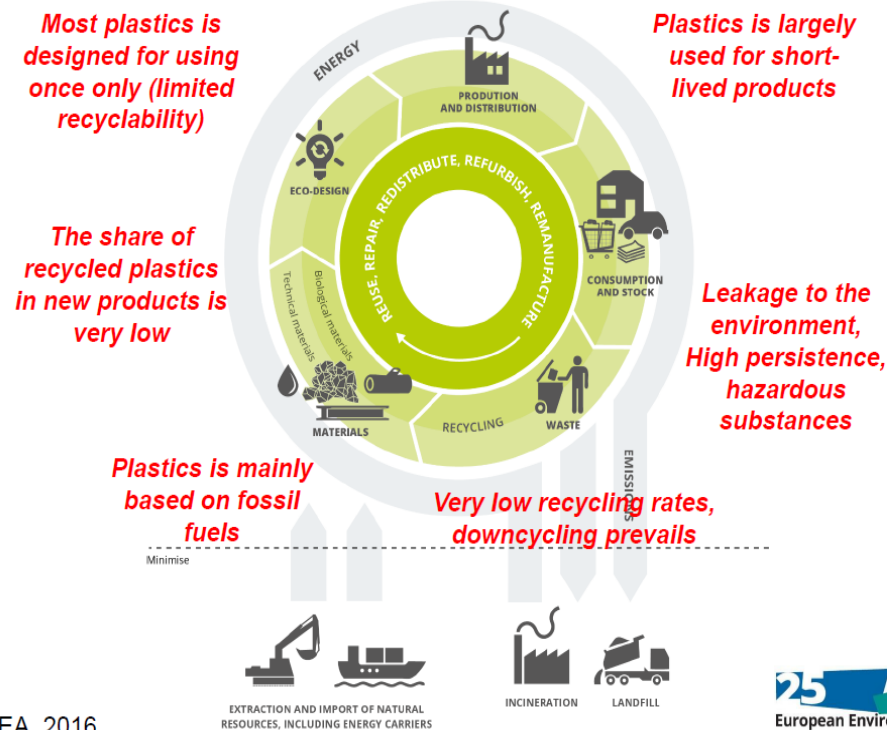 Most plastics is
designed for using
once only (limited
recyclability)
Plastics is largely
used for short-
lived products
ENERGY
PRODUTION
AND DISTRIBUTION
ECO-DESIGN
REUSE, REPAIR, REDISTRIBUTE, REFURBISH, REMANUFACTURE
The share of
recycled plastics
in new products is
very low
Technical materials
Biological materials
CONSUMPTION
AND STOCK
Leakage to the
environment,
High persistence,
hazardous
substances
MATERIALS
RECYCLING
WASTE
EMISSIONS
Plastics is mainly
based on fossil
fuels
Very low recycling rates,
downcycling prevails
Minimise
EXTRACTION AND IMPORT OF NATURAL
RESOURCES, INCLUDING ENERGY CARRIERS
INCINERATION
LANDFILL
25
European Enviro
EA, 2016